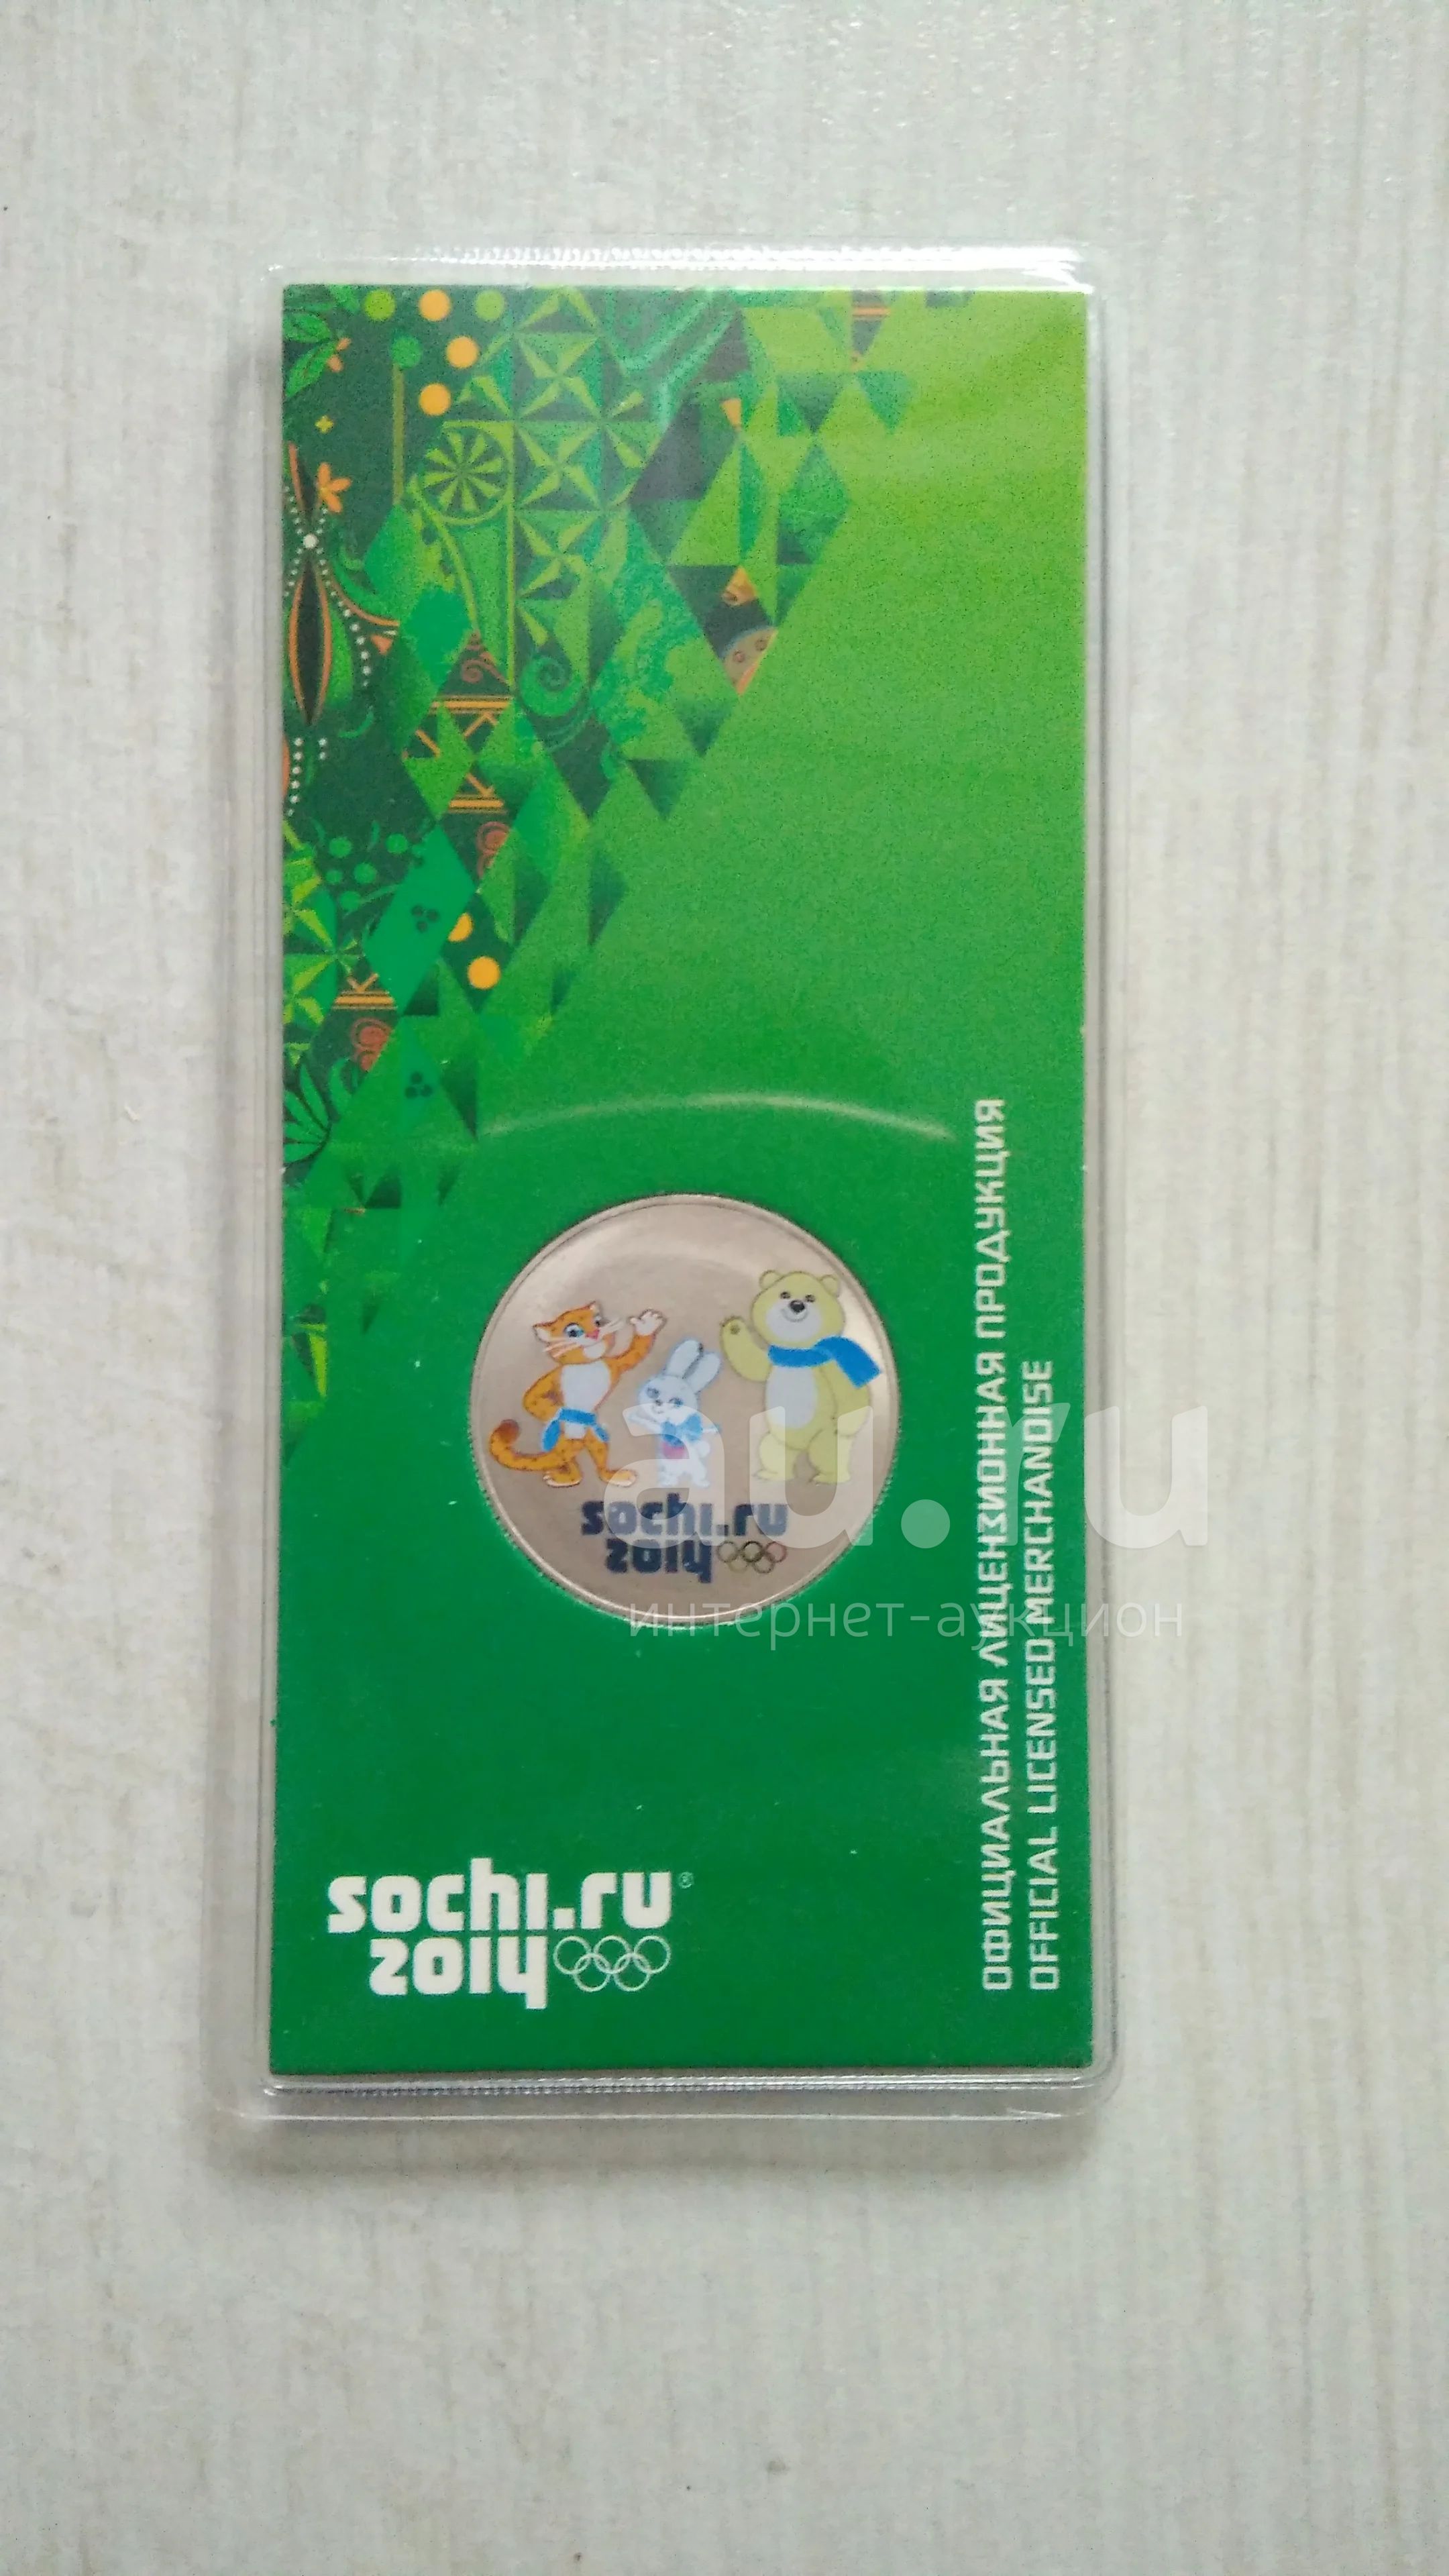 sochi.ru
2014
au.ru
интернет-аукцион
ОФИЦИАЛЬНАЯ ЛИЦЕНЗИОННАЯ ПРОДУКЦИЯ
OFFICIAL LICENSED MERCHANDISE
sochi.ru®
2014